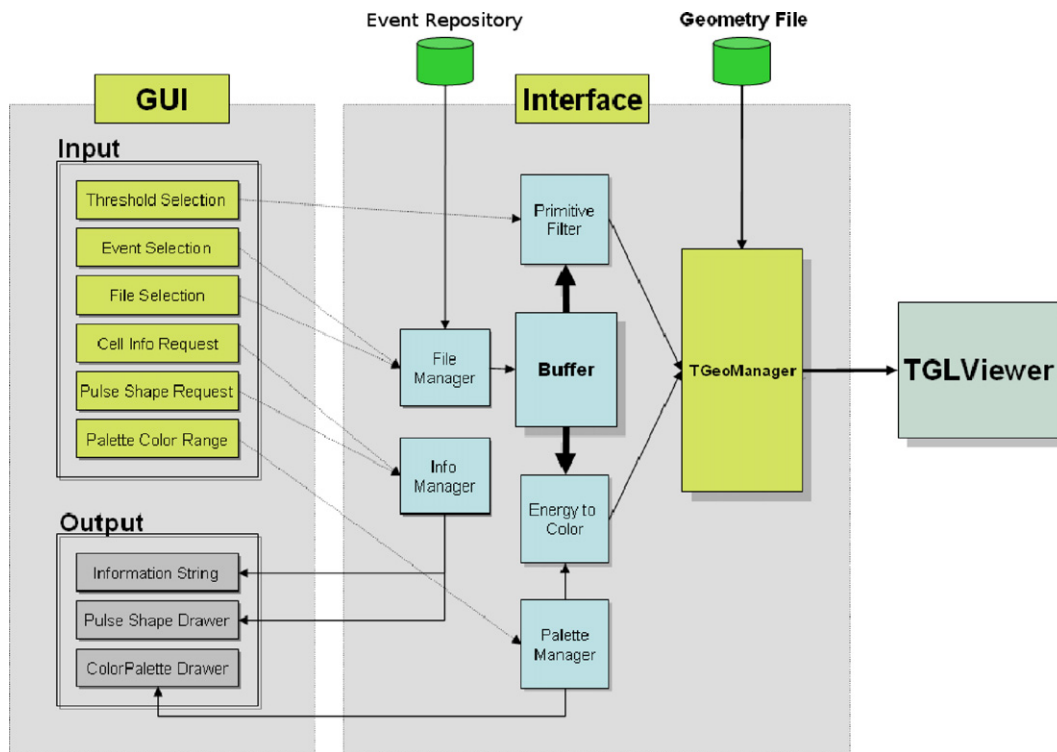 Event Repository
Geometry File
GUI
Interface
Input
Threshold Selection
Event Selection
File Selection
Cell Info Request
Pulse Shape Request
Palette Color Range
Output
Information String
Pulse Shape Drawer
ColorPalette Drawer
Primitive
Filter
File
Manager
Buffer
Info
Manager
Energy to
Color
Palette
Manager
TGeoManager
TGLViewer